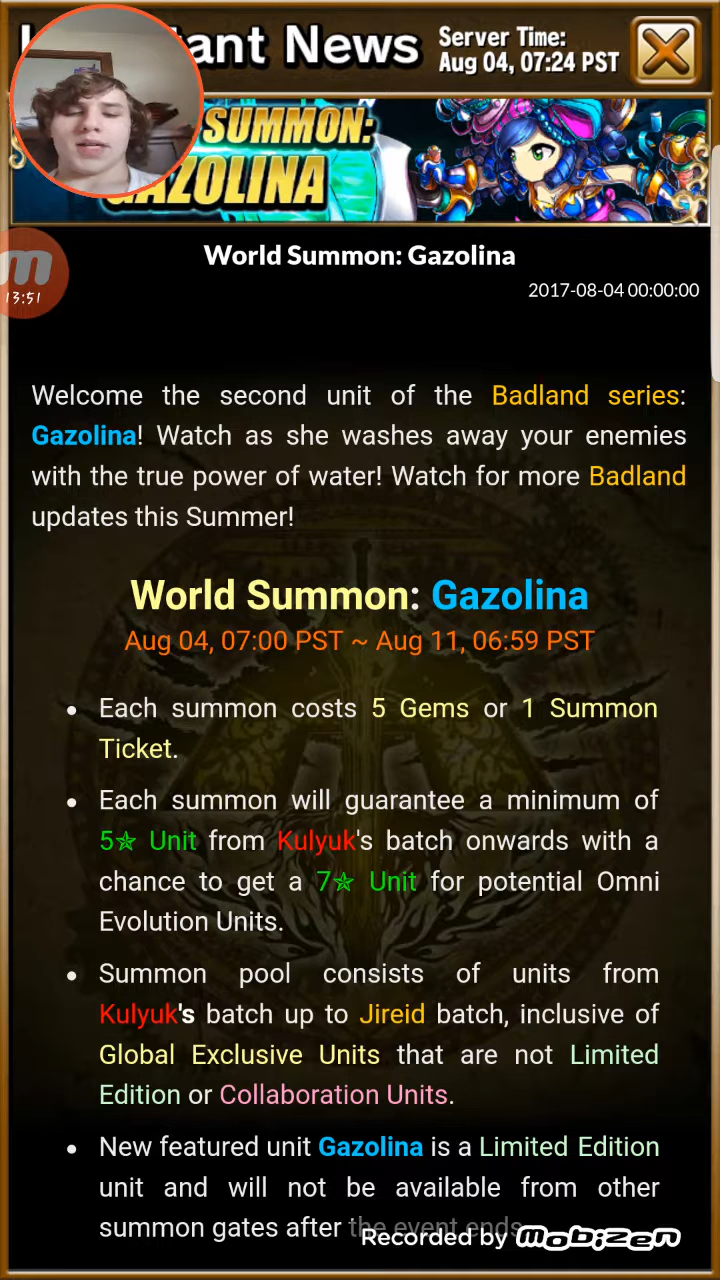 ant News
Server Time:
Aug 04, 07:24 PST
SUMMON:
AZOLINA
World Summon: Gazolina
13:51
2017-08-04 00:00:00
Welcome the second unit of the Badland series:
Gazolina! Watch as she washes away your enemies
with the true power of water! Watch for more Badland
updates this Summer!
World Summon: Gazolina
Aug 04, 07:00 PST ~ Aug 11, 06:59 PST
• Each summon costs 5 Gems or 1 Summon
Ticket.
• Each summon will guarantee a minimum of
5✯ Unit from Kulyuk's batch onwards with a
chance to get a 7✯ Unit for potential Omni
Evolution Units.
• Summon pool consists of units from
Kulyuk's batch up to Jireid batch, inclusive of
Global Exclusive Units that are not Limited
Edition or Collaboration Units.
• New featured unit Gazolina is a Limited Edition
unit and will not be available from other
summon gates after the event ends
Recorded by mobizen